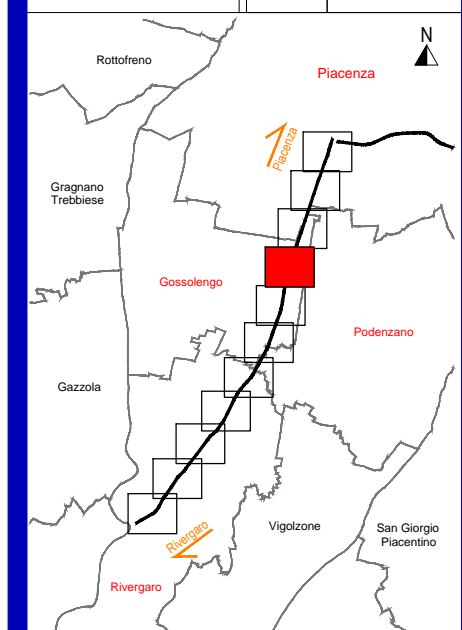 N
Rottofreno
Piacenza
Piacenza
Gragnano
Trebbiese
Gossolengo
Podenzano
Gazzola
Rivergaro
Vigolzone
San Giorgio
Piacentino
Rivergaro